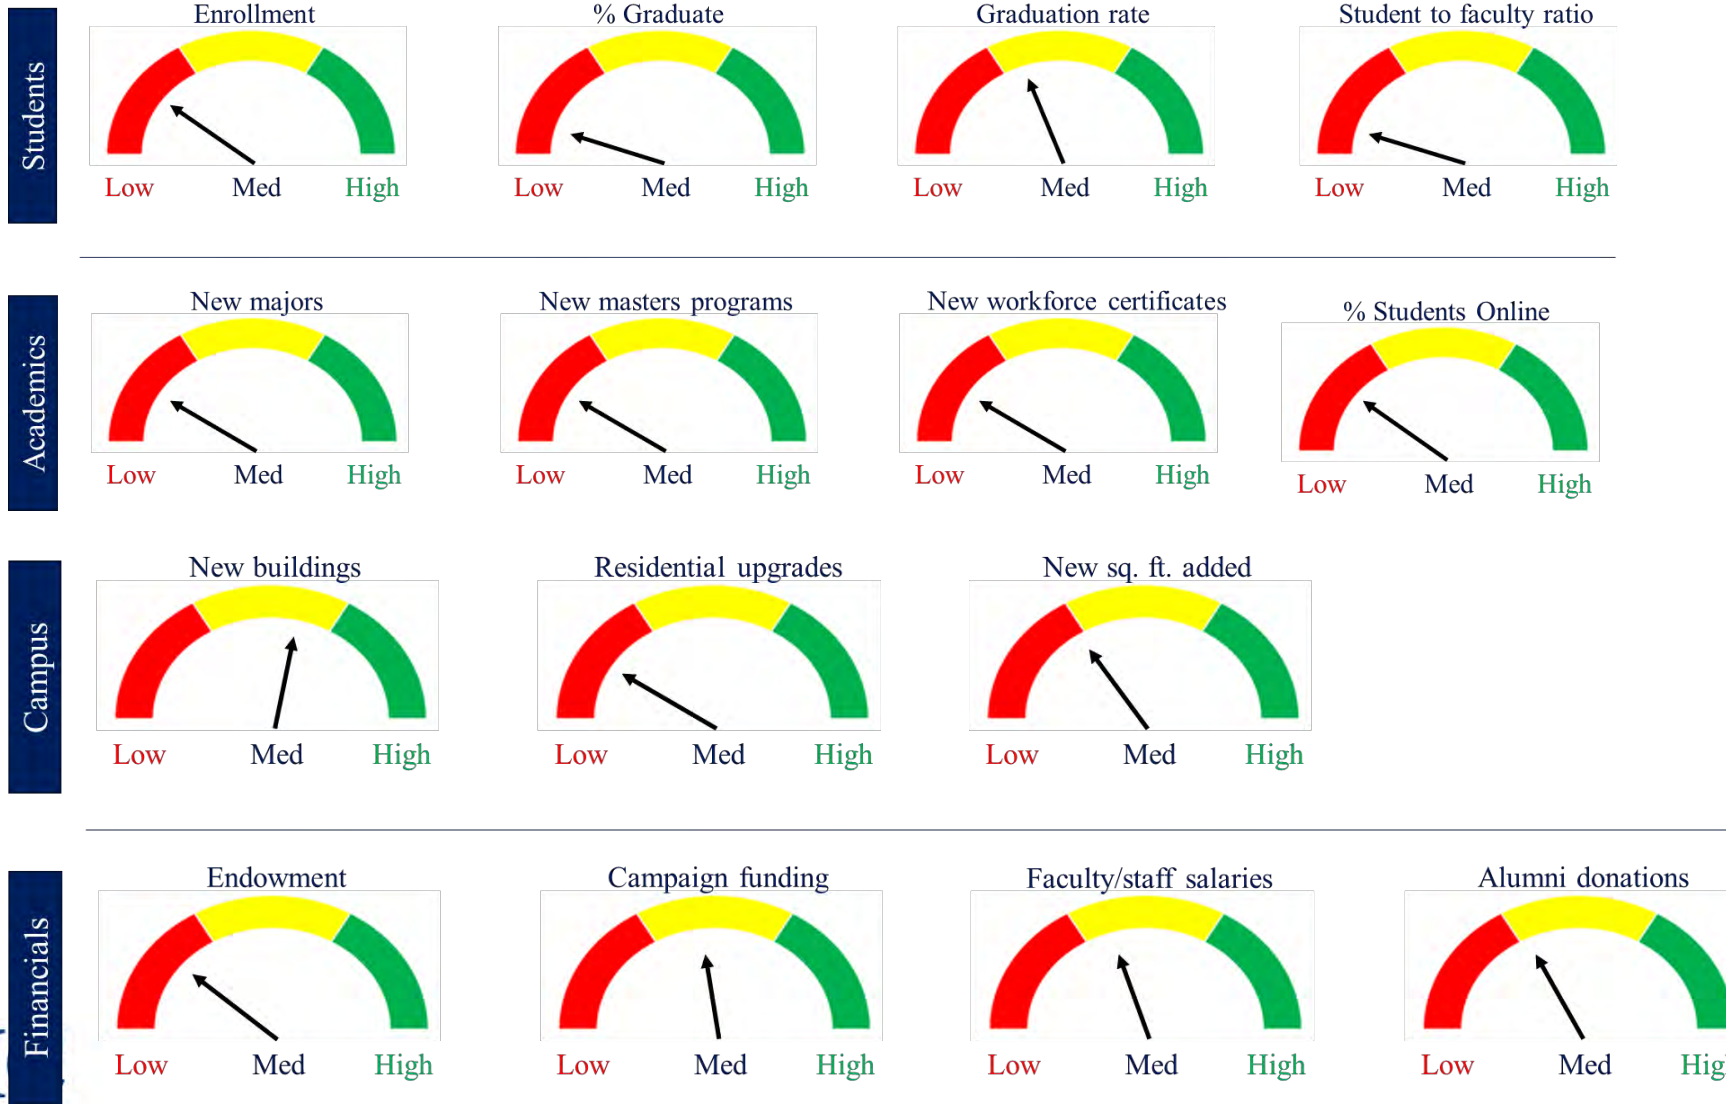 Students
Enrollment
% Graduate
Graduation rate
Student to faculty ratio
Low Med High
Low Med High
Low Med High
Low Med High
Academics
New majors
New masters programs
New workforce certificates
% Students Online
Low Med High
Low Med High
Low Med High
Low Med High
Campus
New buildings
Residential upgrades
New sq. ft. added
Low Med High
Low Med High
Low Med High
Financials
Endowment
Campaign funding
Faculty/staff salaries
Alumni donations
Low Med High
Low Med High
Low Med High
Low Med Hig